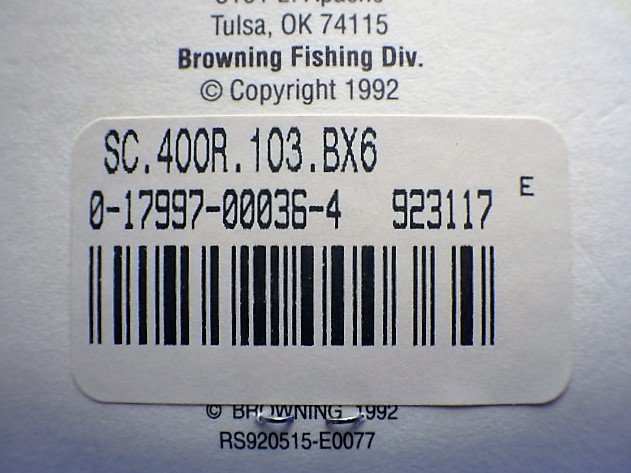 Tulsa, OK 74115
Browning Fishing Div.
© Copyright 1992
SC.400R.103.BX6
E
0-17997-00036-4 923117
© BROWNING 1992
RS920515-E0077